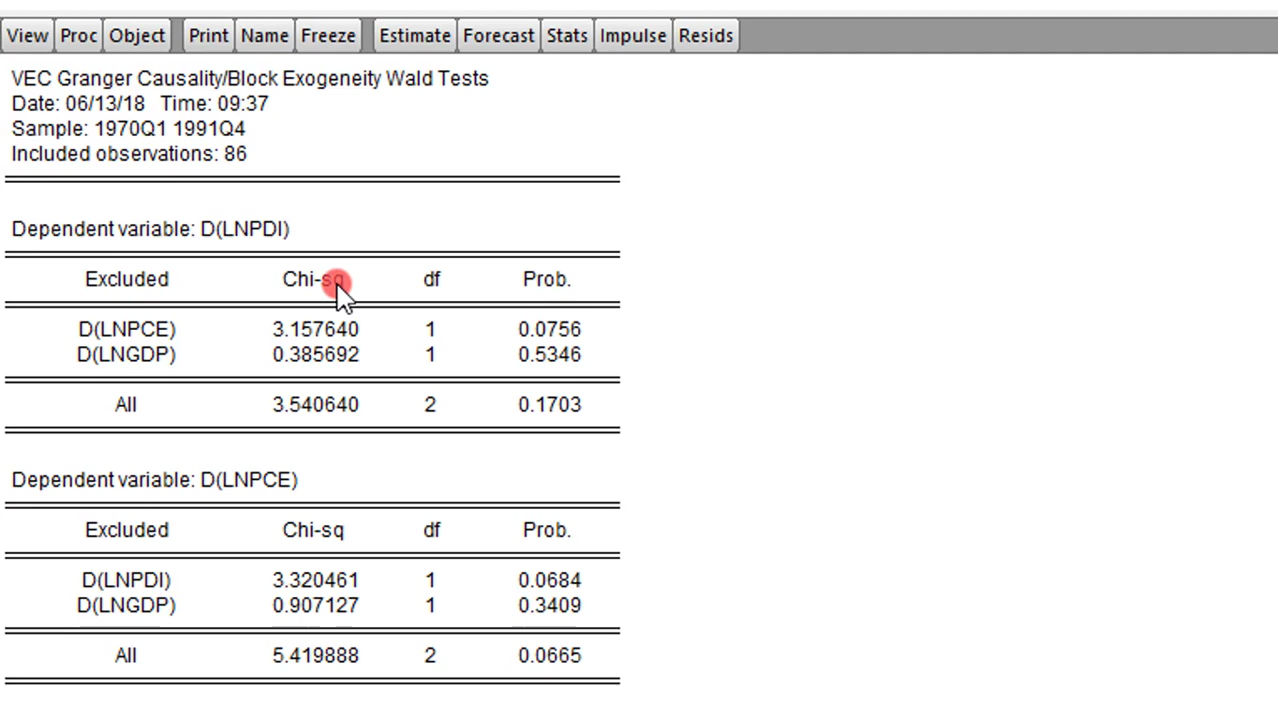 View Proc Object Print Name Freeze Estimate Forecast Stats Impulse Resids
VEC Granger Causality/Block Exogeneity Wald Tests
Date: 06/13/18 Time: 09:37
Sample: 1970Q1 1991Q4
Included observations: 86
Dependent variable: D(LNPDI)
Excluded Chi-sq df Prob.
D(LNPCE) 3.157640 1 0.0756
D(LNGDP) 0.385692 1 0.5346
All 3.540640 2 0.1703
Dependent variable: D(LNPCE)
Excluded Chi-sq df Prob.
D(LNPDI) 3.320461 1 0.0684
D(LNGDP) 0.907127 1 0.3409
All 5.419888 2 0.0665